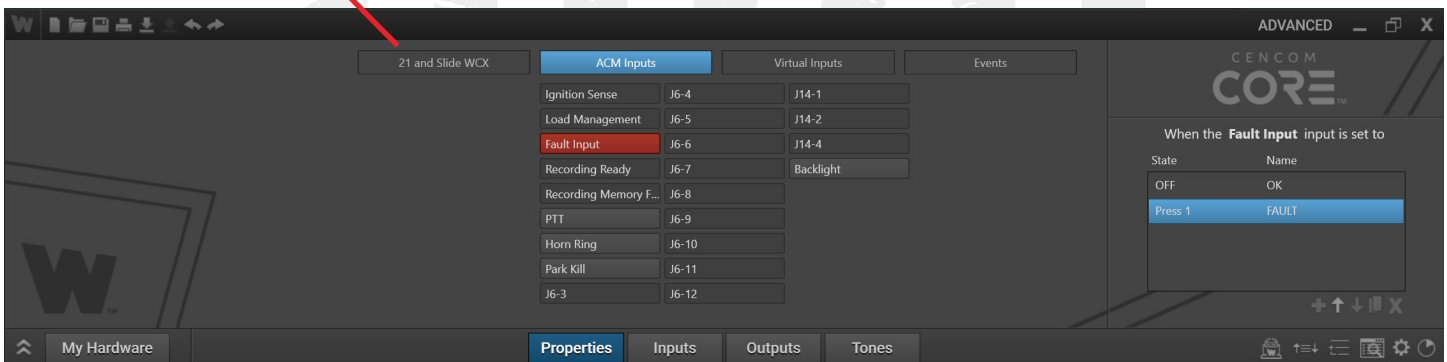 W
ADVANCED
X
21 and Slide WCX
ACM Inputs
Virtual Inputs
Events
Ignition Sense J6-4 J14-1
Load Management J6-5 J14-2
Fault Input J6-6 J14-4
Recording Ready J6-7 Backlight
Recording Memory F... J6-8
PTT J6-9
Horn Ring J6-10
Park Kill J6-11
J6-3 J6-12
CENCOM
CORE™
When the Fault Input input is set to
State Name
OFF OK
Press 1 FAULT
W™
My Hardware
Properties
Inputs
Outputs
Tones